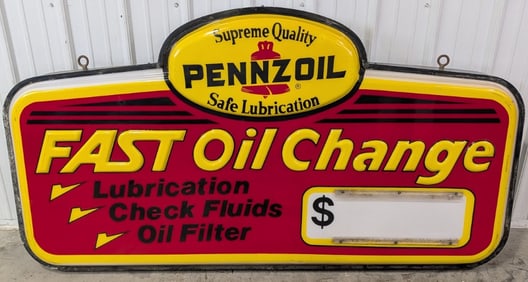 Supreme Quality
PENNZOIL®
Safe Lubrication
FAST Oil Change
✓ Lubrication
✓ Check Fluids
✓ Oil Filter
$